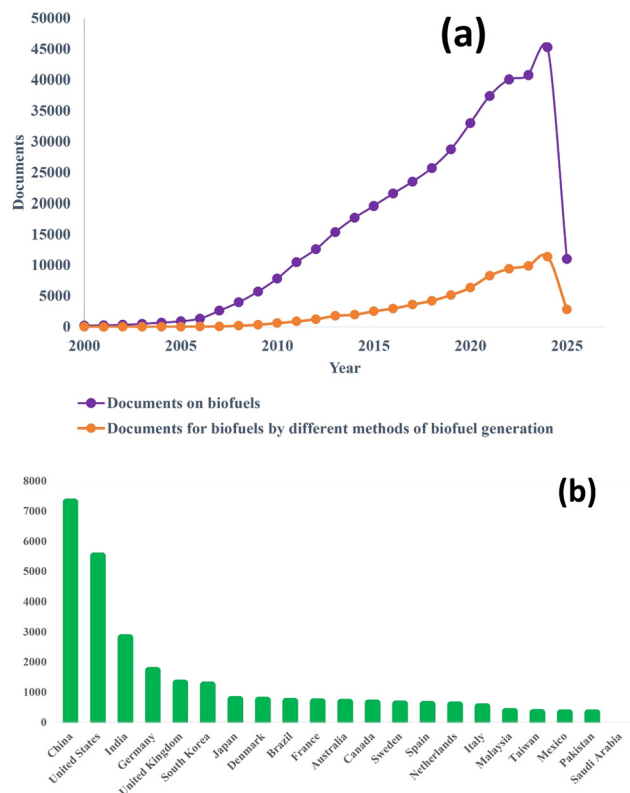 (a)
50000
45000
40000
35000
30000
25000
20000
15000
10000
5000
0
Documents
2000 2005 2010 2015 2020 2025
Year
Documents on biofuels
Documents for biofuels by different methods of biofuel generation
(b)
8000
7000
6000
5000
4000
3000
2000
1000
0
China
United States
India
Germany
United Kingdom
South Korea
Japan
Denmark
Brazil
France
Australia
Canada
Sweden
Spain
Netherlands
Italy
Malaysia
Taiwan
Mexico
Pakistan
Saudi Arabia